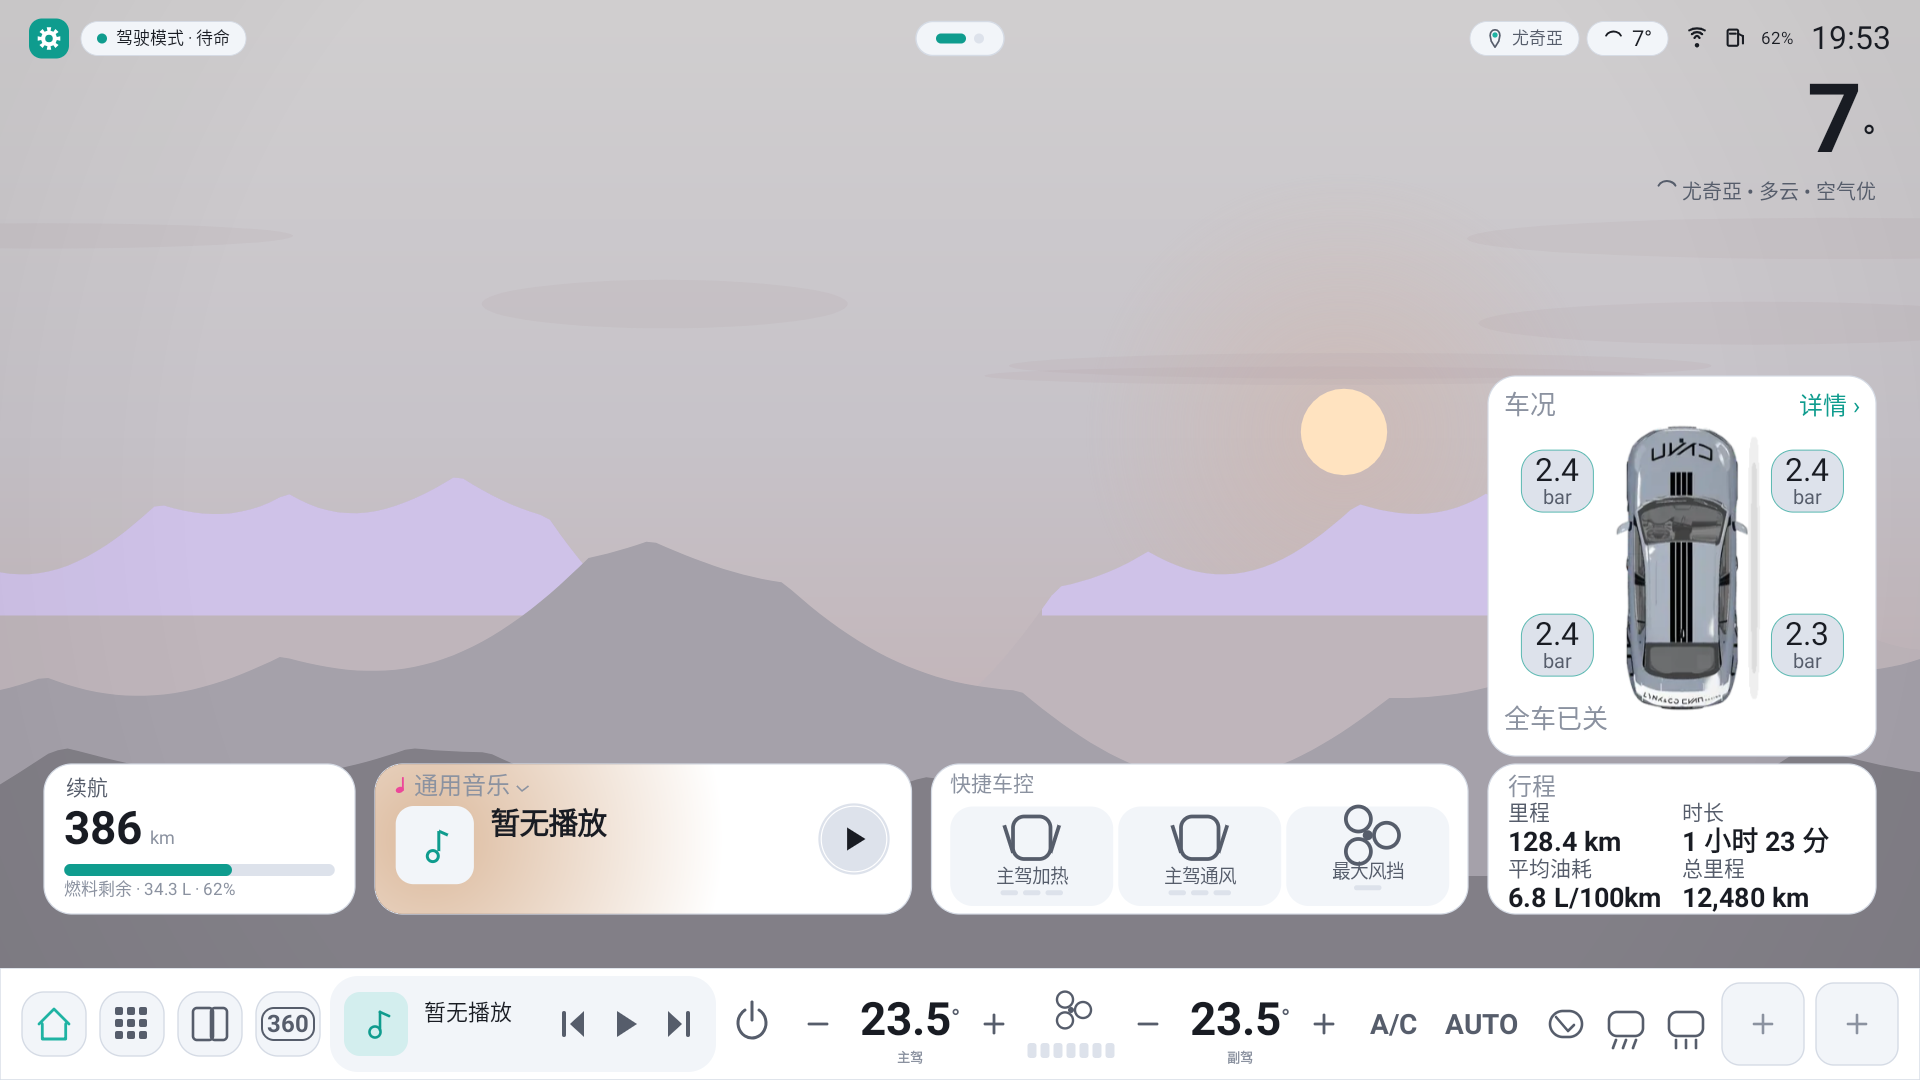 驾驶模式 · 待命
尤奇亞
7°
62%
19:53
7°
尤奇亞 • 多云 • 空气优
车况
详情 ›
2.4
bar
2.4
bar
2.4
bar
2.3
bar
全车已关
续航
386 km
燃料剩余 · 34.3 L · 62%
通用音乐
暂无播放
快捷车控
主驾加热
主驾通风
最大风挡
行程
里程
128.4 km
时长
1 小时 23 分
平均油耗
6.8 L/100km
总里程
12,480 km
360
暂无播放
23.5°
主驾
23.5°
副驾
A/C
AUTO